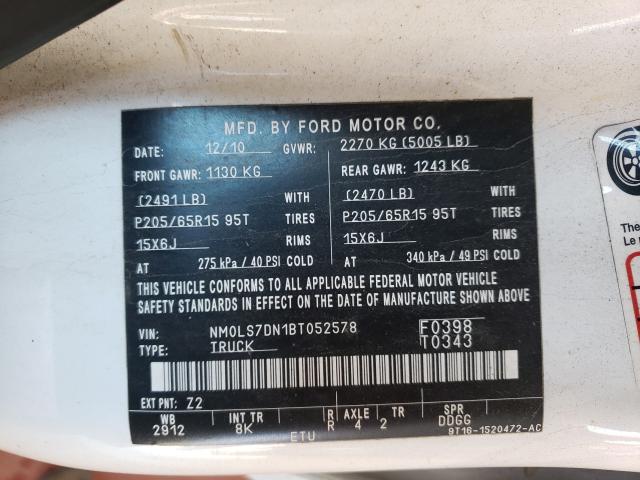 MFD. BY FORD MOTOR CO.
DATE: 12/10 GVWR: 2270 KG (5005 LB)
FRONT GAWR: 1130 KG REAR GAWR: 1243 KG
(2491 LB) WITH (2470 LB) WITH
P205/65R15 95T TIRES P205/65R15 95T TIRES
15X6J RIMS 15X6J RIMS
AT 275 kPa / 40 PSI COLD AT 340 kPa / 49 PSI COLD
THIS VEHICLE CONFORMS TO ALL APPLICABLE FEDERAL MOTOR VEHICLE
SAFETY STANDARDS IN EFFECT ON THE DATE OF MANUFACTURE SHOWN ABOVE.
VIN: NM0LS7DN1BT052578 F0398
TYPE: TRUCK T0343
EXT PNT: Z2
WB INT TR R AXLE TR SPR
2912 8K R 4 2 DDGG
ETU 9T16-1520472-AC
The
Le